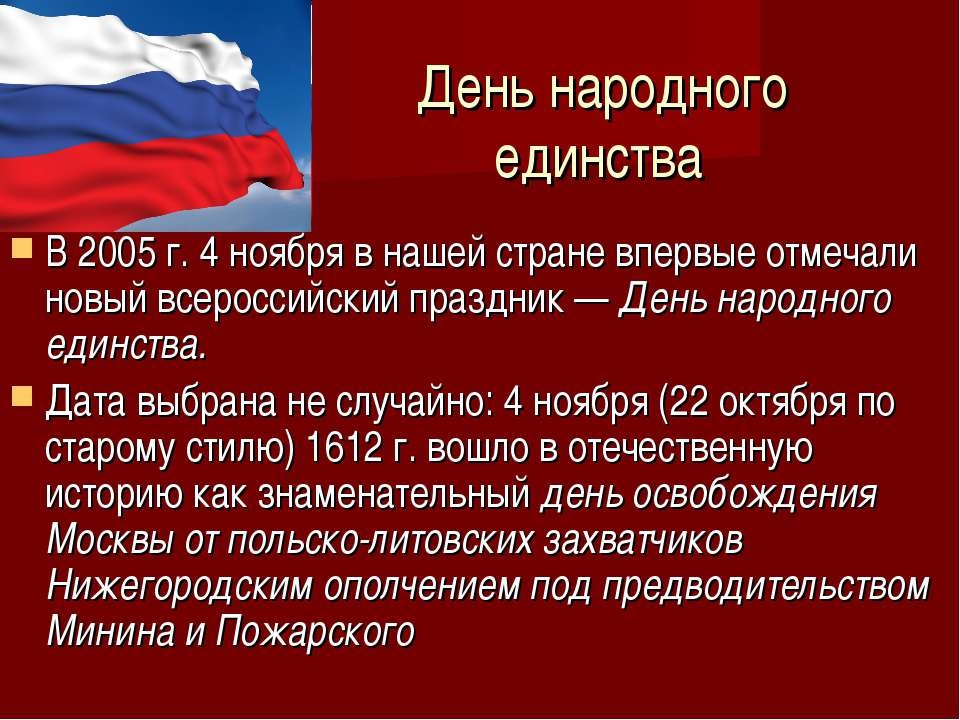 День народного
единства
В 2005 г. 4 ноября в нашей стране впервые отмечали
новый всероссийский праздник — День народного
единства.
Дата выбрана не случайно: 4 ноября (22 октября по
старому стилю) 1612 г. вошло в отечественную
историю как знаменательный день освобождения
Москвы от польско-литовских захватчиков
Нижегородским ополчением под предводительством
Минина и Пожарского